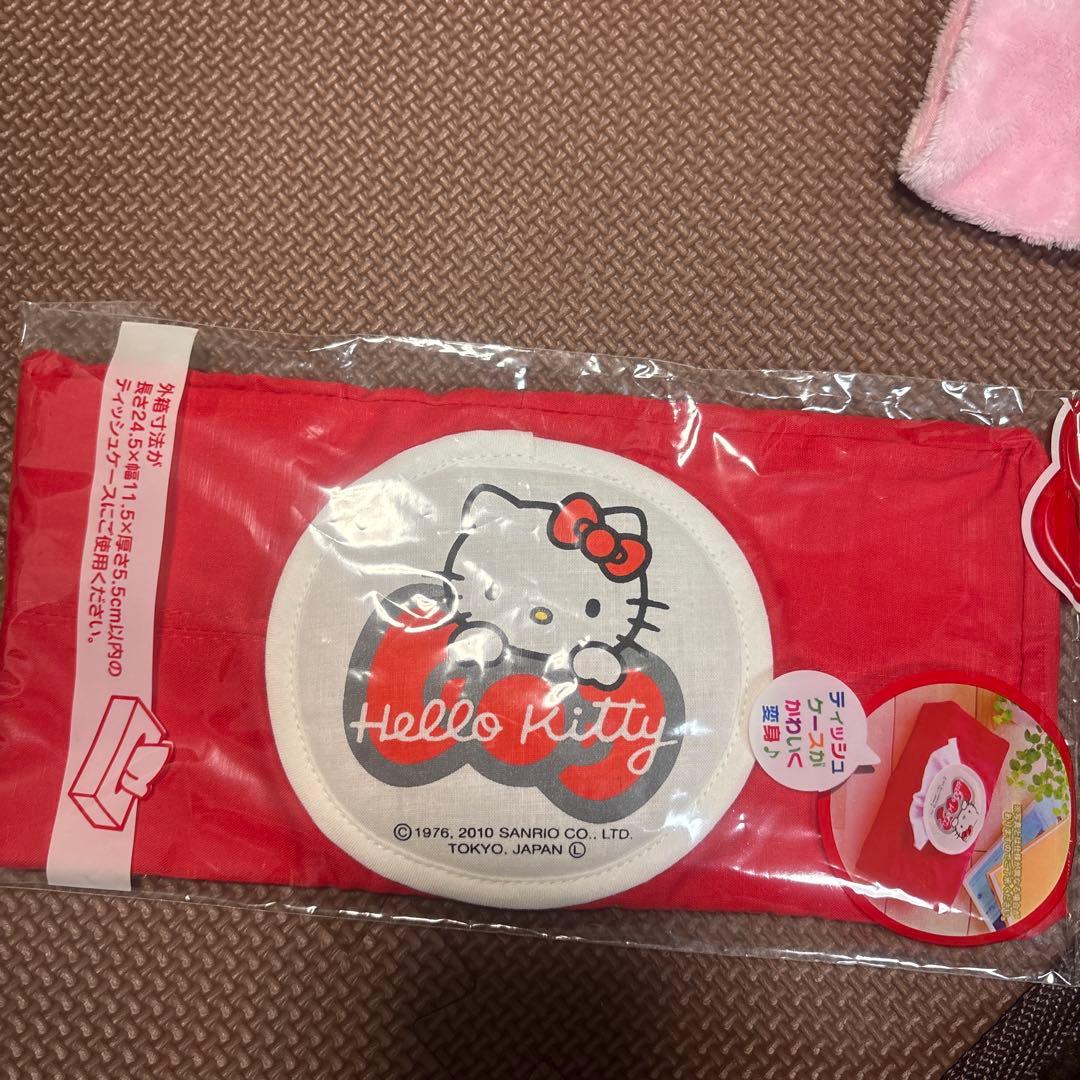 外箱寸法が
長さ24.5×幅11.5×厚さ5.5cm以内の
ティッシュケースにご使用ください。
Hello Kitty
©1976, 2010 SANRIO CO., LTD.
TOKYO, JAPAN Ⓛ
ティッシュ
ケースが
かわいく
変身♪